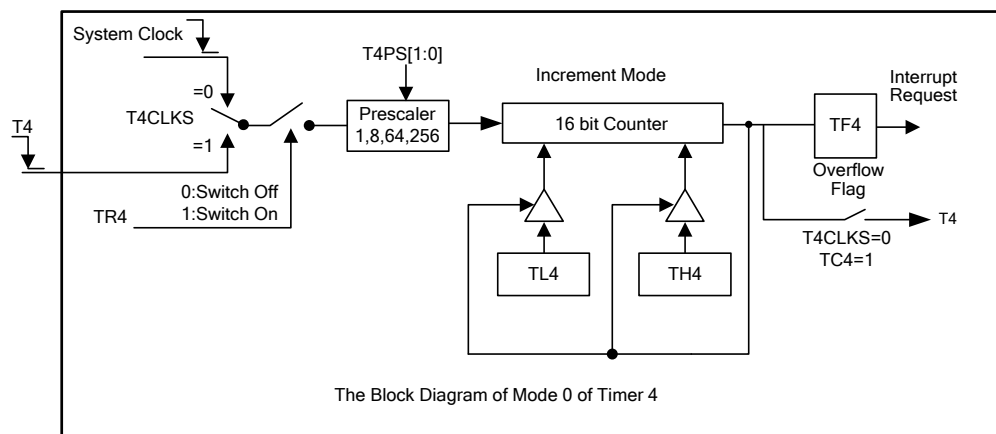 System Clock
T4PS[1:0]
Increment Mode
Interrupt
Request
=0
T4CLKS
=1
T4
Prescaler
1,8,64,256
16 bit Counter
TF4
Overflow
Flag
0:Switch Off
1:Switch On
TR4
T4
T4CLKS=0
TC4=1
TL4
TH4
The Block Diagram of Mode 0 of Timer 4